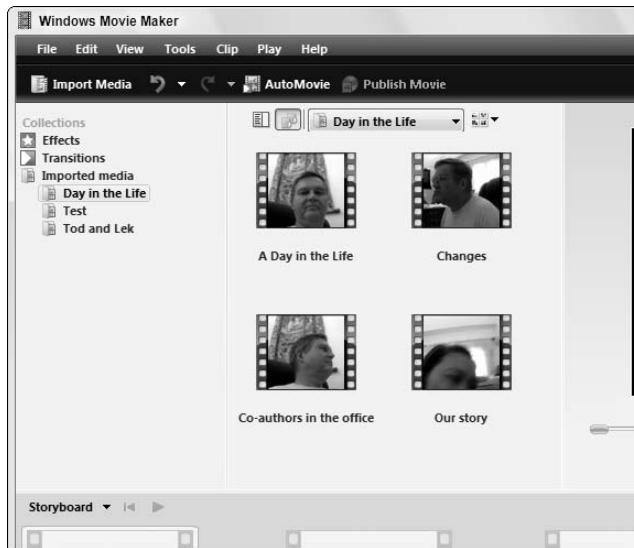 Windows Movie Maker
File Edit View Tools Clip Play Help
Import Media AutoMovie Publish Movie
Collections
Effects
Transitions
Imported media
Day in the Life
Test
Tod and Lek
Day in the Life
A Day in the Life Changes
Co-authors in the office Our story
Storyboard